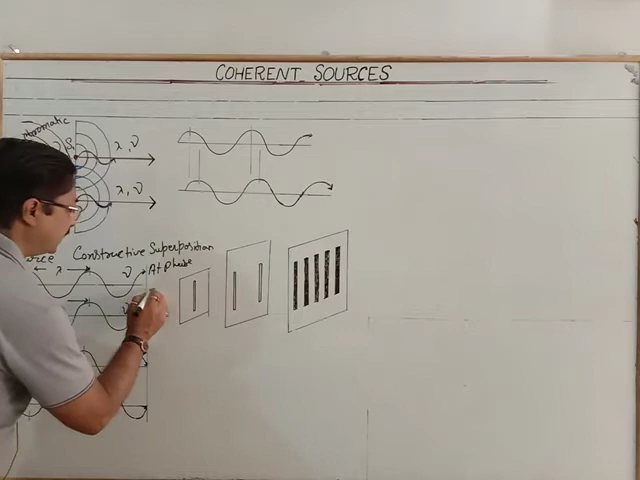 COHERENT SOURCES
λ, ν
λ, ν
Constructive Superposition
λ
ν
At Phase